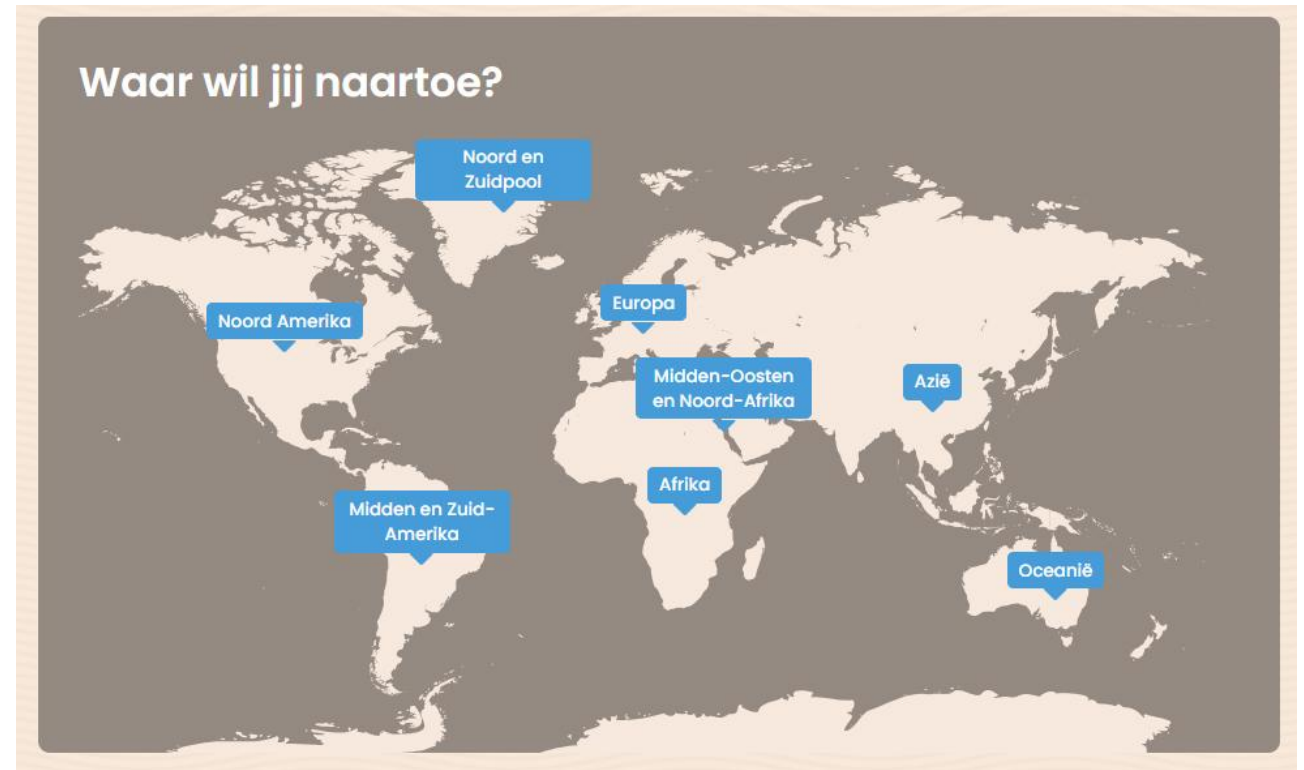 Waar wil jij naartoe?
Noord en
Zuidpool
Europa
Noord Amerika
Midden-Oosten
en Noord-Afrika
Azië
Afrika
Midden en Zuid-
Amerika
Oceanië